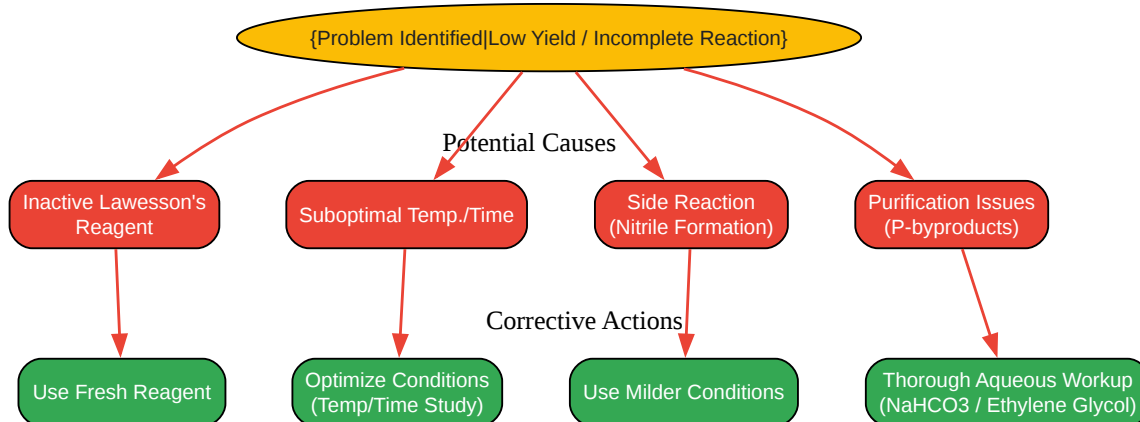 {Problem Identified|Low Yield / Incomplete Reaction}
Potential Causes
Inactive Lawesson's
Reagent
Suboptimal Temp./Time
Side Reaction
(Nitrile Formation)
Purification Issues
(P-byproducts)
Corrective Actions
Use Fresh Reagent
Optimize Conditions
(Temp/Time Study)
Use Milder Conditions
Thorough Aqueous Workup
(NaHCO3 / Ethylene Glycol)